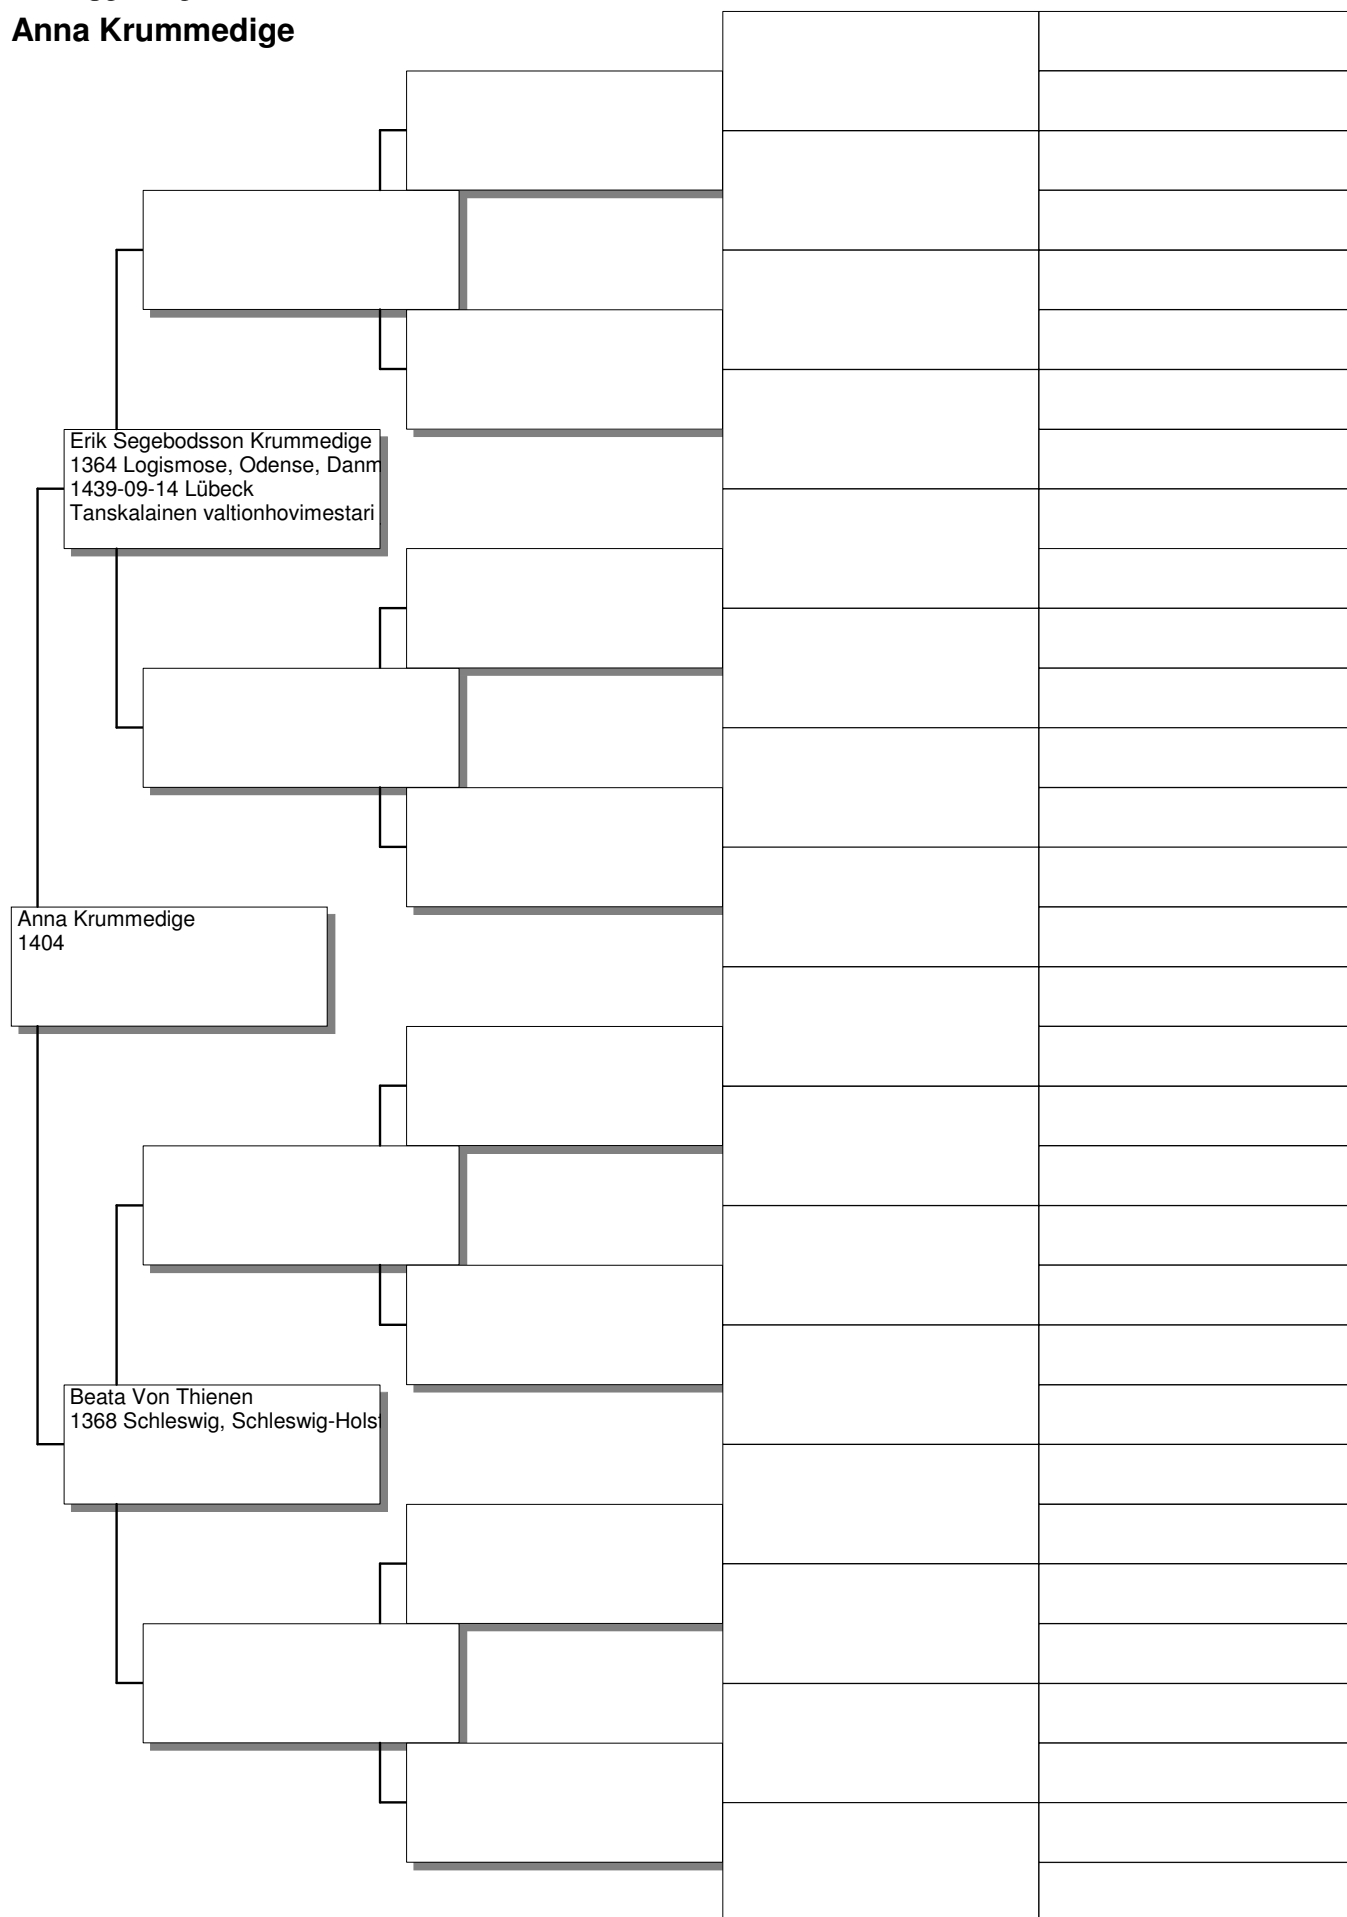 Anna Krummedige
Erik Segebodsson Krummedige
1364 Logismose, Odense, Danm
1439-09-14 Lübeck
Tanskalainen valtionhovimestari
Anna Krummedige
1404
Beata Von Thienen
1368 Schleswig, Schleswig-Holst